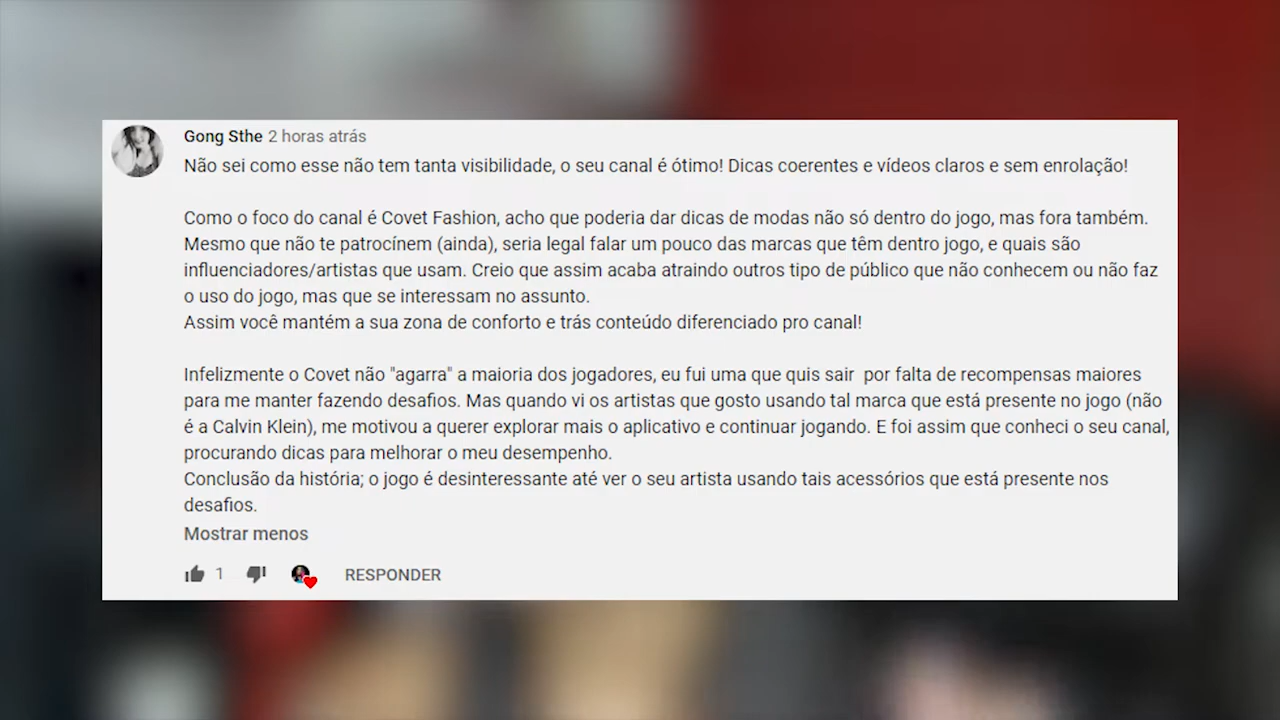 Gong Sthe 2 horas atrás
Não sei como esse não tem tanta visibilidade, o seu canal é ótimo! Dicas coerentes e vídeos claros e sem enrolação!
Como o foco do canal é Covet Fashion, acho que poderia dar dicas de modas não só dentro do jogo, mas fora também.
Mesmo que não te patrocínem (ainda), seria legal falar um pouco das marcas que têm dentro jogo, e quais são
influenciadores/artistas que usam. Creio que assim acaba atraindo outros tipo de público que não conhecem ou não faz
o uso do jogo, mas que se interessam no assunto.
Assim você mantém a sua zona de conforto e trás conteúdo diferenciado pro canal!
Infelizmente o Covet não "agarra" a maioria dos jogadores, eu fui uma que quis sair  por falta de recompensas maiores
para me manter fazendo desafios. Mas quando vi os artistas que gosto usando tal marca que está presente no jogo (não
é a Calvin Klein), me motivou a querer explorar mais o aplicativo e continuar jogando. E foi assim que conheci o seu canal,
procurando dicas para melhorar o meu desempenho.
Conclusão da história; o jogo é desinteressante até ver o seu artista usando tais acessórios que está presente nos
desafios.
Mostrar menos
1 RESPONDER